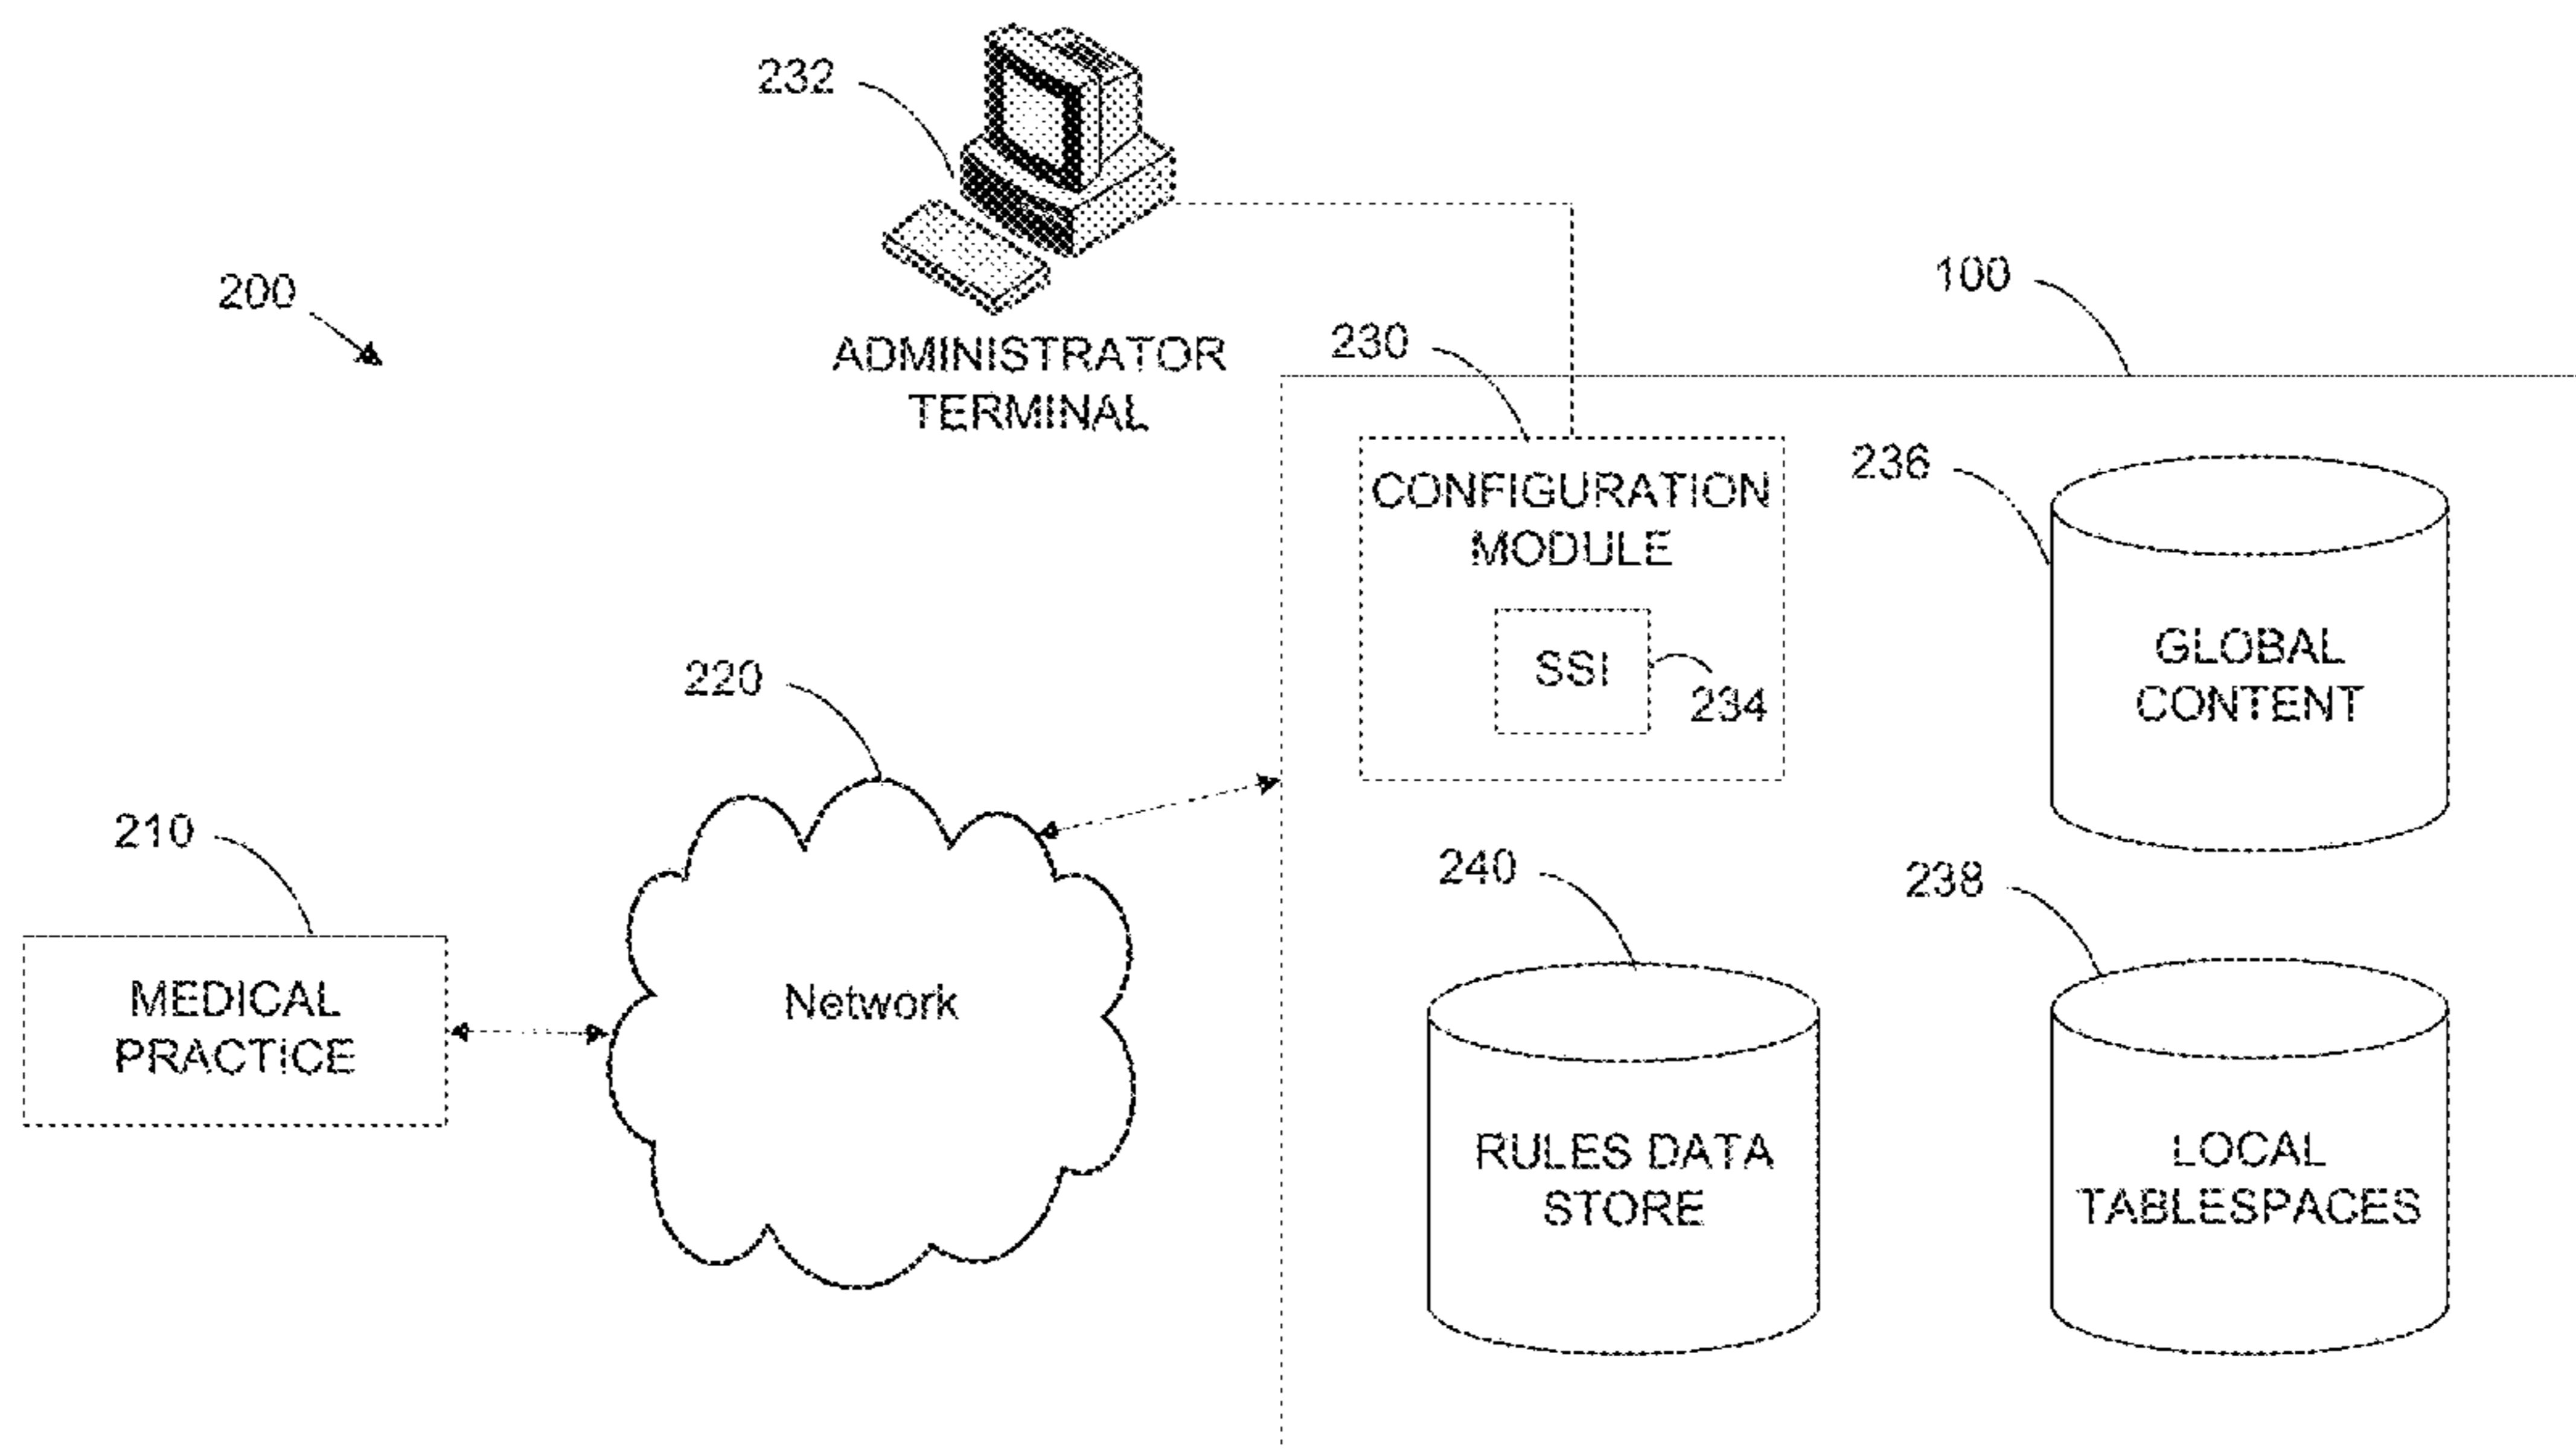 232
200
ADMINISTRATOR
TERMINAL
100
230
CONFIGURATION
MODULE
SSI
234
236
GLOBAL
CONTENT
220
Network
210
MEDICAL
PRACTICE
240
RULES DATA
STORE
238
LOCAL
TABLESPACES